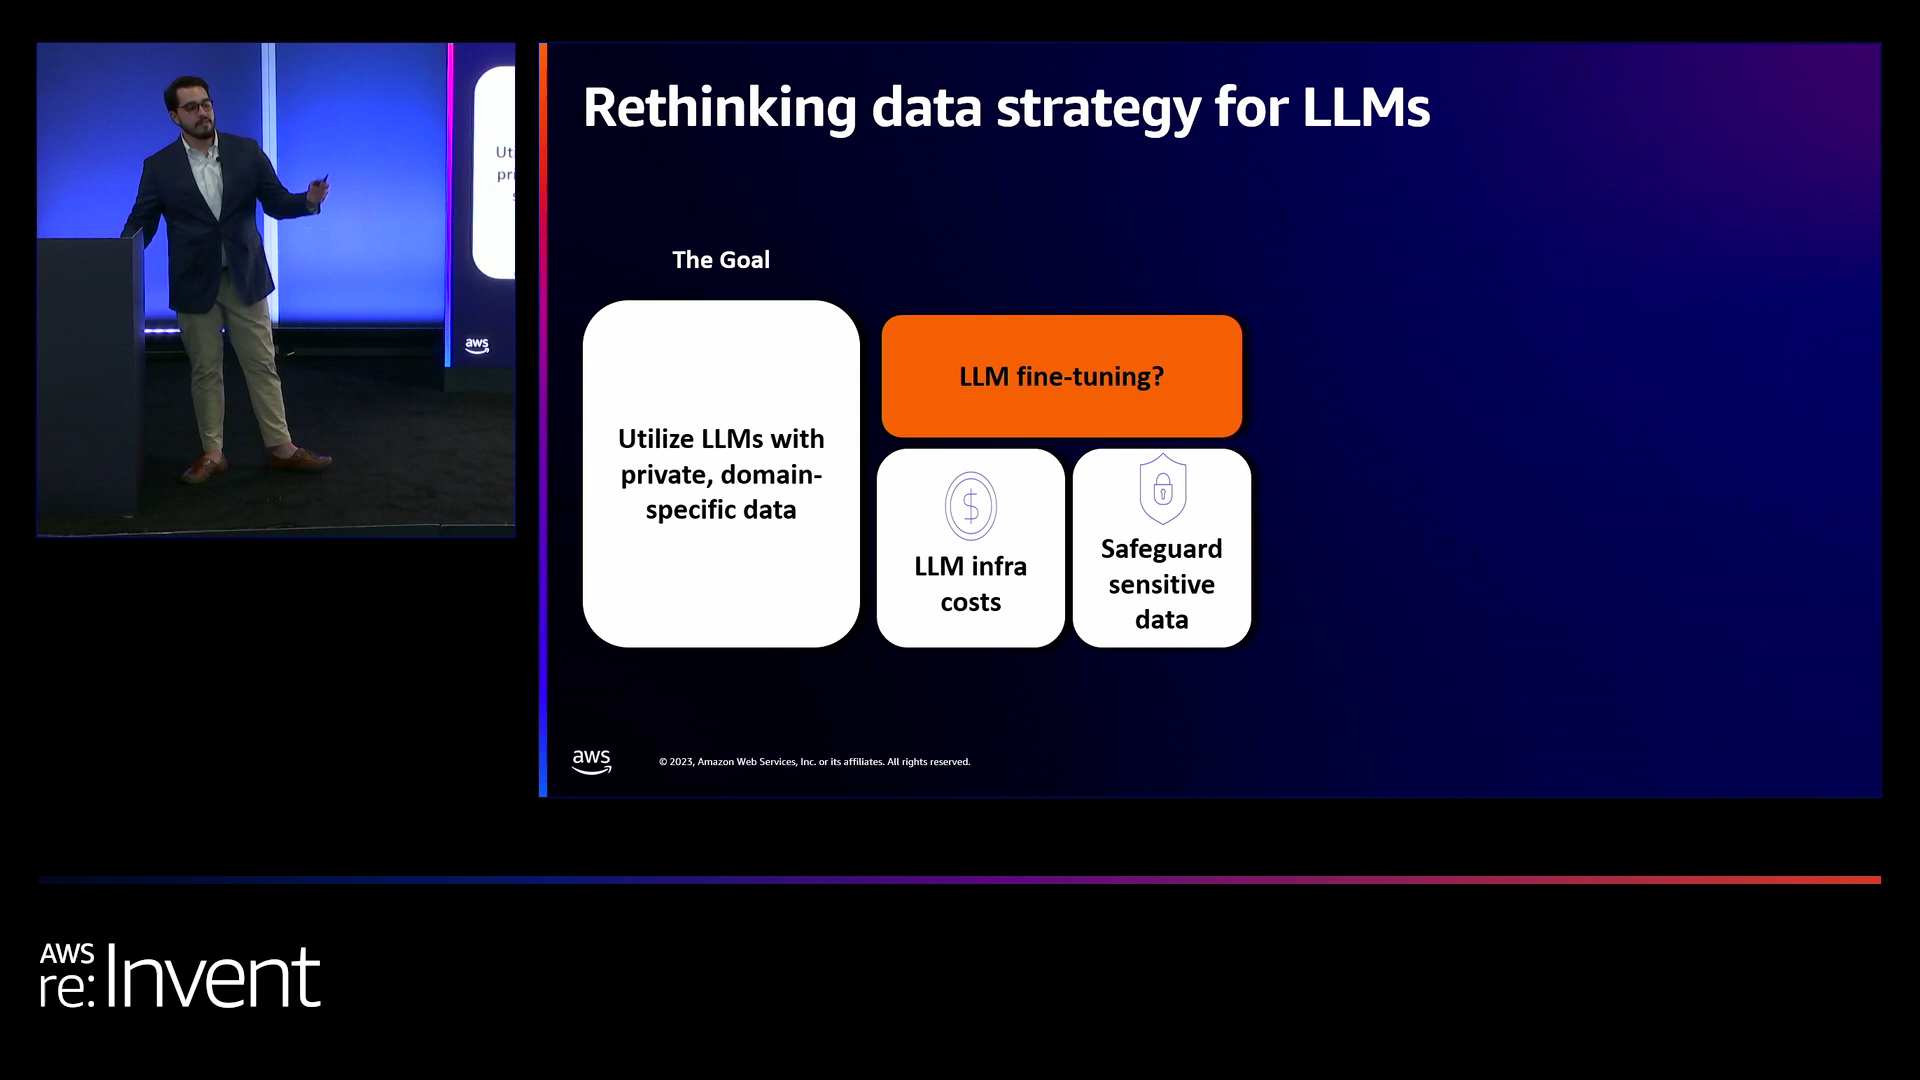 Rethinking data strategy for LLMs
The Goal
Utilize LLMs with
private, domain-
specific data
LLM fine-tuning?
LLM infra
costs
Safeguard
sensitive
data
aws
© 2023, Amazon Web Services, Inc. or its affiliates. All rights reserved.
Ut
pr
aws
AWS
re:Invent